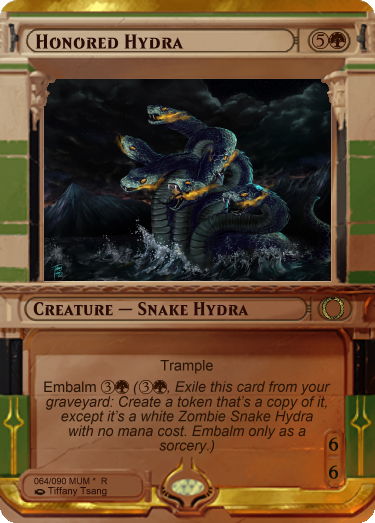 Honored Hydra 5
Creature — Snake Hydra
Trample
Embalm 3 (3, Exile this card from your
graveyard: Create a token that's a copy of it,
except it's a white Zombie Snake Hydra
with no mana cost. Embalm only as a
sorcery.)
6
6
064/090 MUM * R
Tiffany Tsang